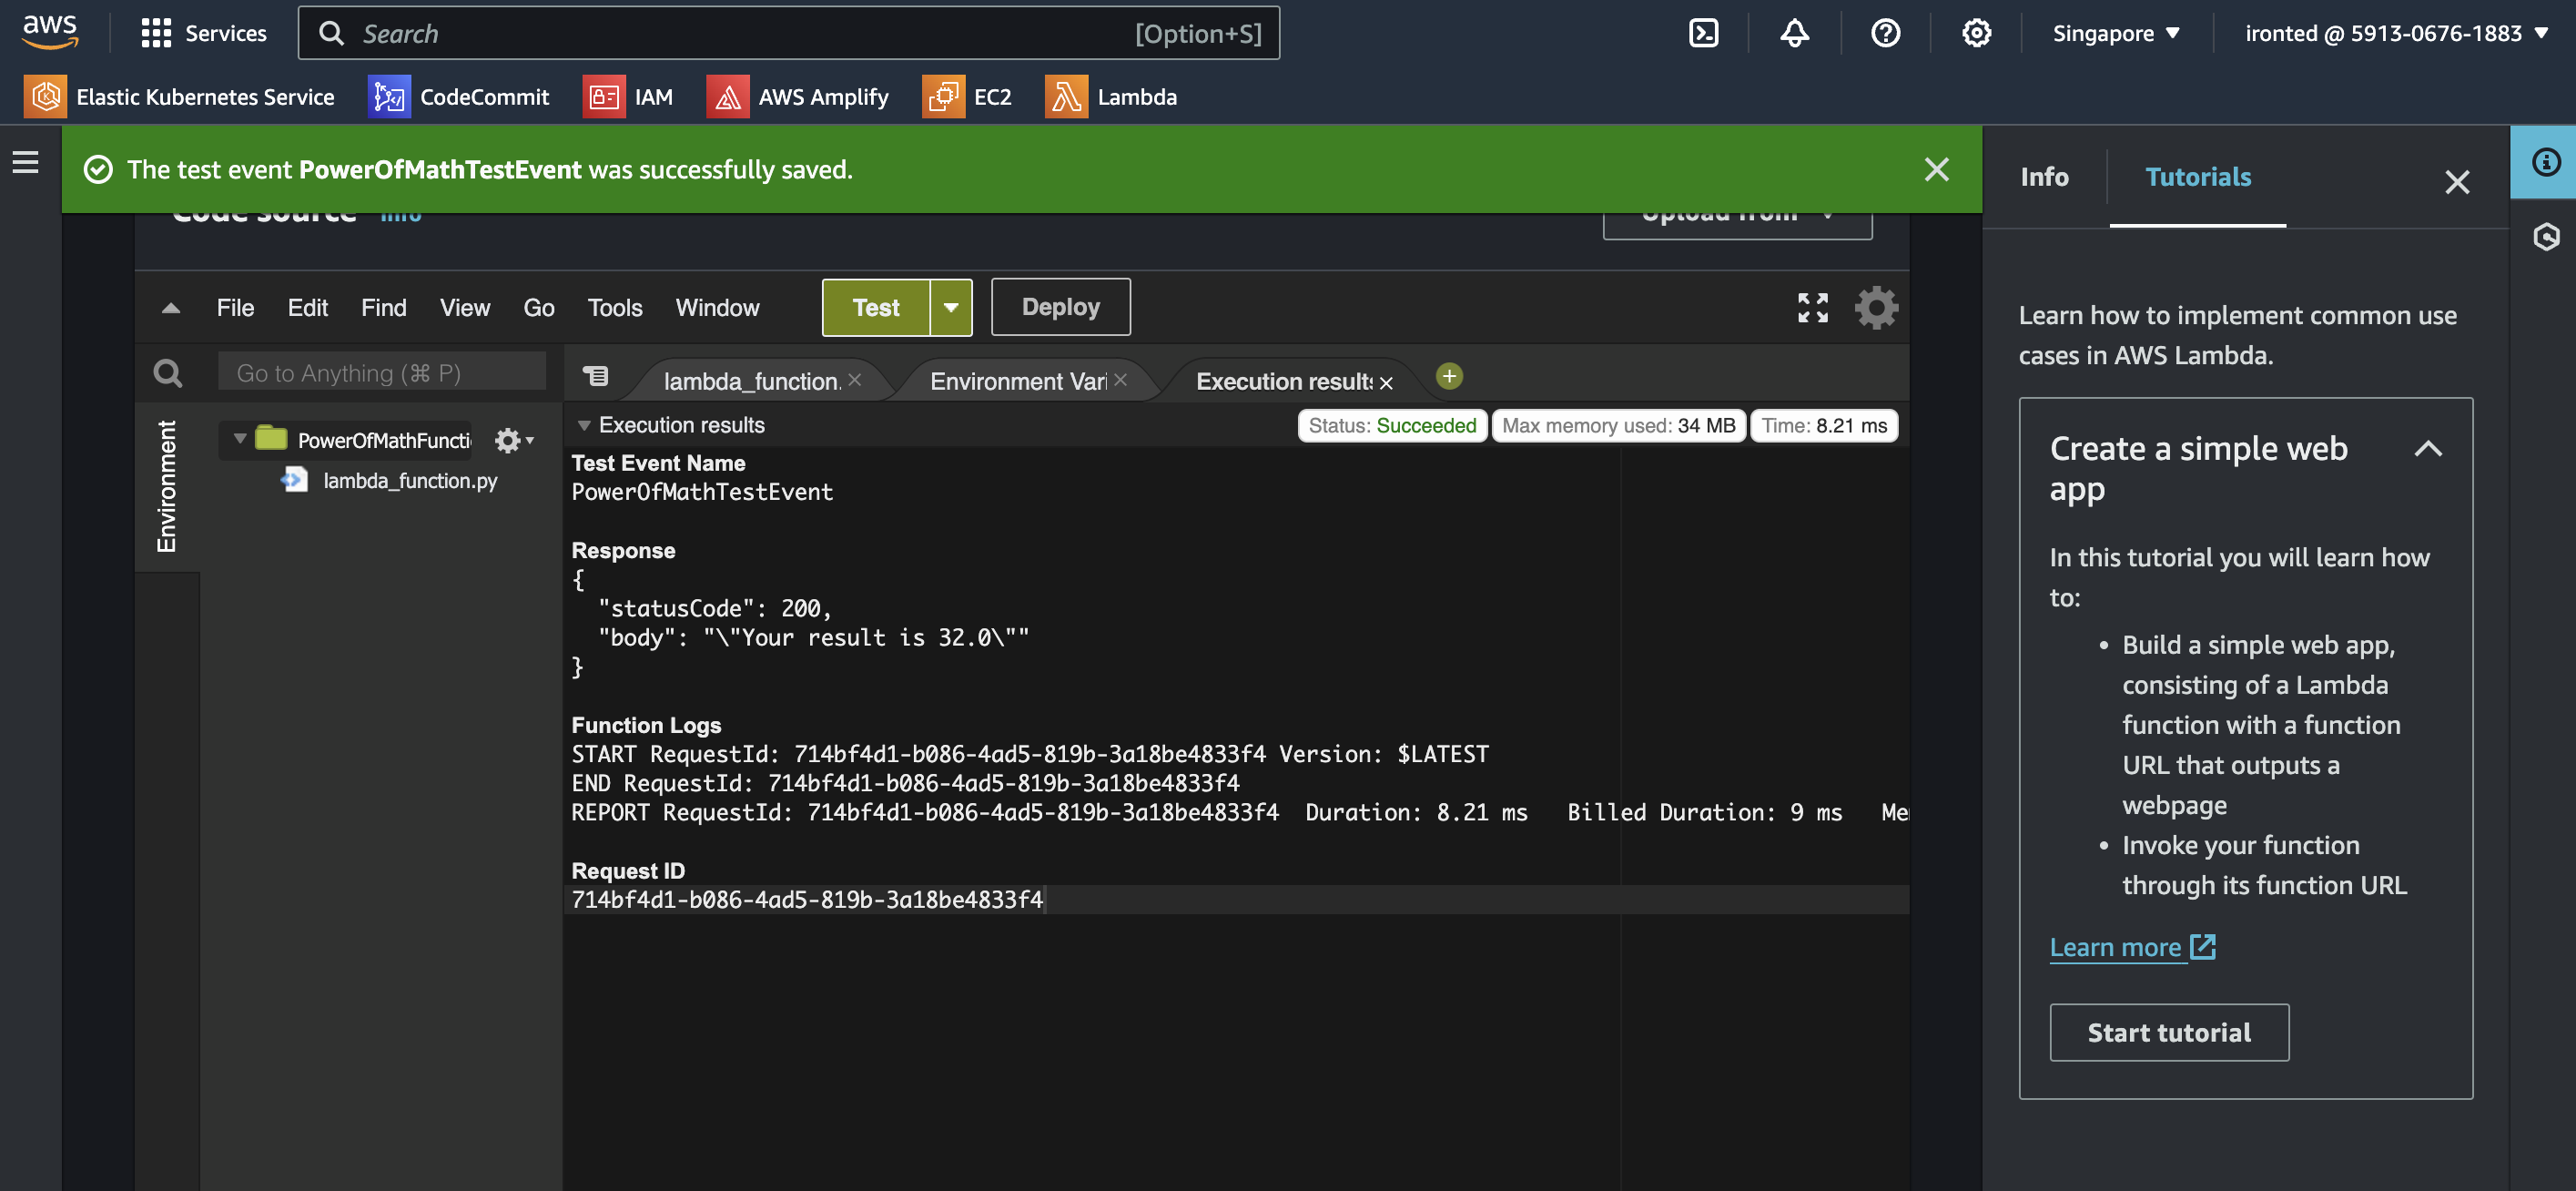 aws
Services
Search
[Option+S]
Singapore
ironted @ 5913-0676-1883
Elastic Kubernetes Service
CodeCommit
IAM
AWS Amplify
EC2
Lambda
The test event PowerOfMathTestEvent was successfully saved.
Info
Tutorials
Code source
Info
Upload from
File
Edit
Find
View
Go
Tools
Window
Test
Deploy
Go to Anything (⌘ P)
lambda_function.
Environment Vari
Execution results
Environment
PowerOfMathFuncti
lambda_function.py
Execution results
Status: Succeeded
Max memory used: 34 MB
Time: 8.21 ms
Test Event Name
PowerOfMathTestEvent
Response
{
"statusCode": 200,
"body": "\"Your result is 32.0\""
}
Function Logs
START RequestId: 714bf4d1-b086-4ad5-819b-3a18be4833f4 Version: $LATEST
END RequestId: 714bf4d1-b086-4ad5-819b-3a18be4833f4
REPORT RequestId: 714bf4d1-b086-4ad5-819b-3a18be4833f4 Duration: 8.21 ms Billed Duration: 9 ms Me
Request ID
714bf4d1-b086-4ad5-819b-3a18be4833f4
Learn how to implement common use
cases in AWS Lambda.
Create a simple web
app
In this tutorial you will learn how
to:
• Build a simple web app,
consisting of a Lambda
function with a function
URL that outputs a
webpage
• Invoke your function
through its function URL
Learn more
Start tutorial